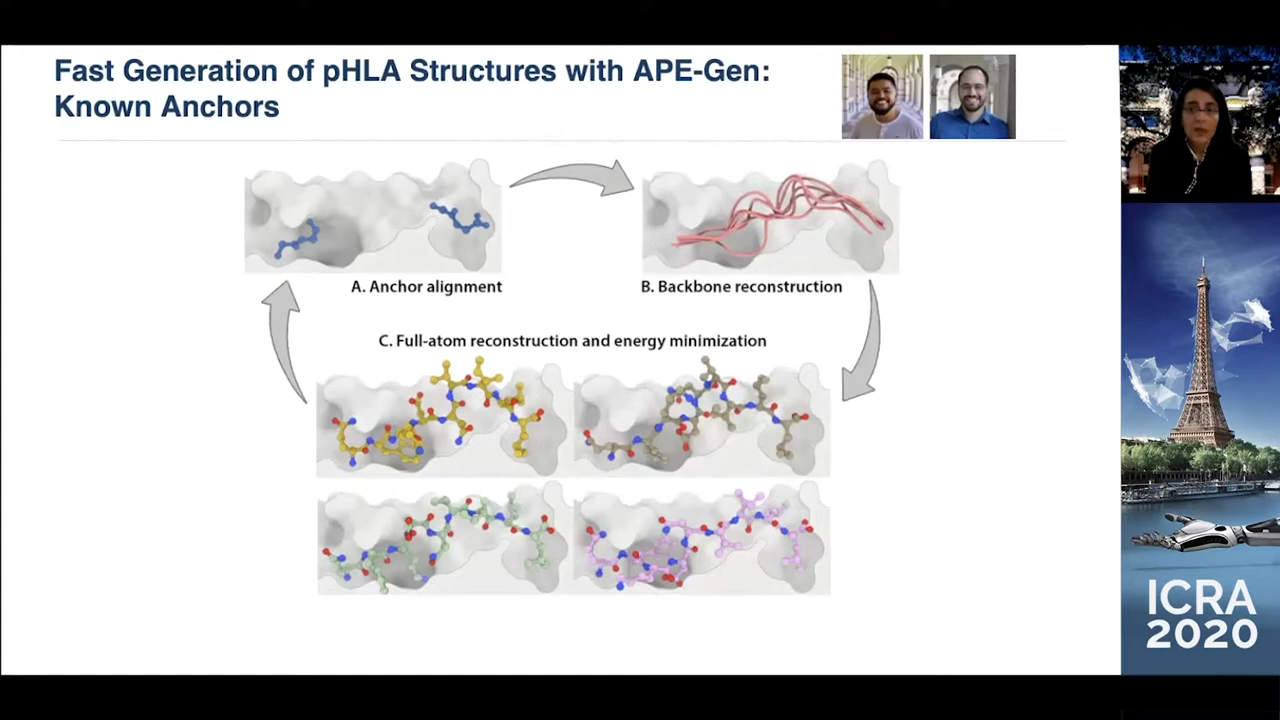 Fast Generation of pHLA Structures with APE-Gen:
Known Anchors
A. Anchor alignment
B. Backbone reconstruction
C. Full-atom reconstruction and energy minimization
ICRA
2020